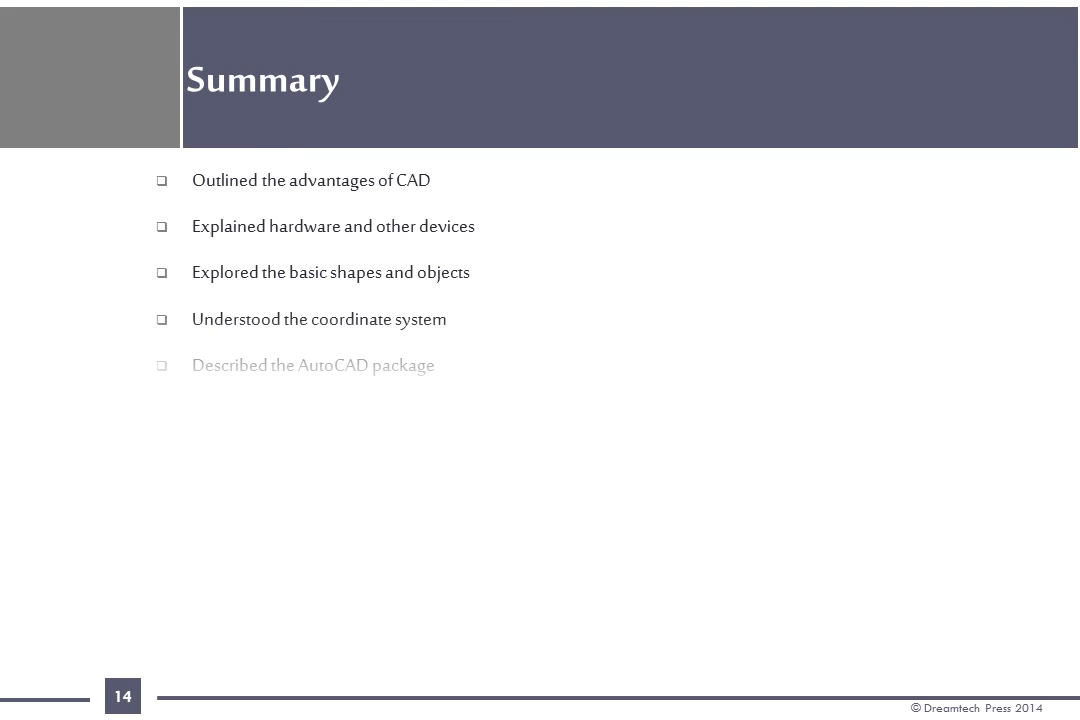 Summary
❑ Outlined the advantages of CAD
❑ Explained hardware and other devices
❑ Explored the basic shapes and objects
❑ Understood the coordinate system
❑ Described the AutoCAD package
14
© Dreamtech Press 2014